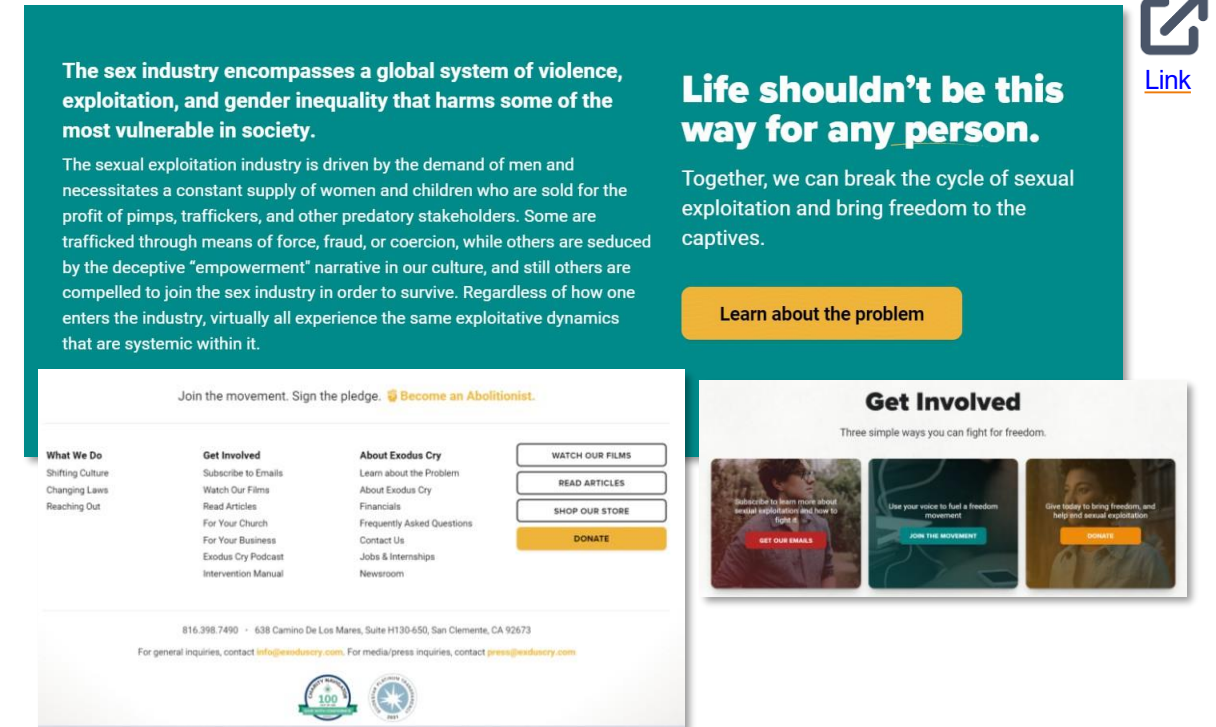 Link
The sex industry encompasses a global system of violence,
exploitation, and gender inequality that harms some of the
most vulnerable in society.
The sexual exploitation industry is driven by the demand of men and
necessitates a constant supply of women and children who are sold for the
profit of pimps, traffickers, and other predatory stakeholders. Some are
trafficked through means of force, fraud, or coercion, while others are seduced
by the deceptive “empowerment” narrative in our culture, and still others are
compelled to join the sex industry in order to survive. Regardless of how one
enters the industry, virtually all experience the same exploitative dynamics
that are systemic within it.
Life shouldn’t be this
way for any person.
Together, we can break the cycle of sexual
exploitation and bring freedom to the
captives.
Learn about the problem
Join the movement. Sign the pledge. Become an Abolitionist.
What We Do
Shifting Culture
Changing Laws
Reaching Out
Get Involved
Subscribe to Emails
Watch Our Films
Read Articles
For Your Church
For Your Business
Exodus Cry Podcast
Intervention Manual
About Exodus Cry
Learn about the Problem
About Exodus Cry
Financials
Frequently Asked Questions
Contact Us
Jobs & Internships
Newsroom
WATCH OUR FILMS
READ ARTICLES
SHOP OUR STORE
DONATE
816.398.7490 · 638 Camino De Los Mares, Suite H130-650, San Clemente, CA 92673
For general inquiries, contact info@exoduscry.com. For media/press inquiries, contact press@exduscry.com
CHARITY NAVIGATOR
100
2021
Get Involved
Three simple ways you can fight for freedom.
Subscribe to learn more about
sexual exploitation and how to
fight it
GET OUR EMAILS
Use your voice to fuel a freedom
movement
JOIN THE MOVEMENT
Give today to bring freedom, and
help end sexual exploitation
DONATE